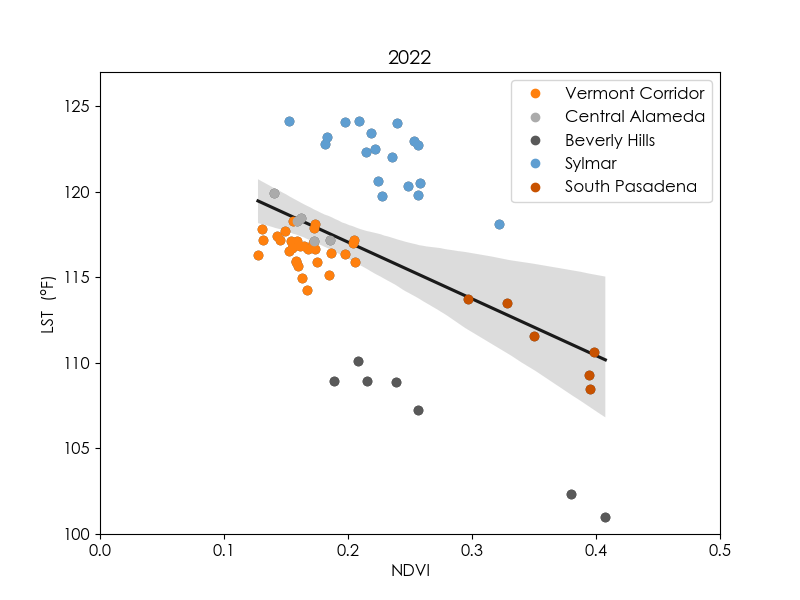 2022
Vermont Corridor
Central Alameda
Beverly Hills
Sylmar
South Pasadena
125
120
115
110
105
100
LST (°F)
0.0 0.1 0.2 0.3 0.4 0.5
NDVI